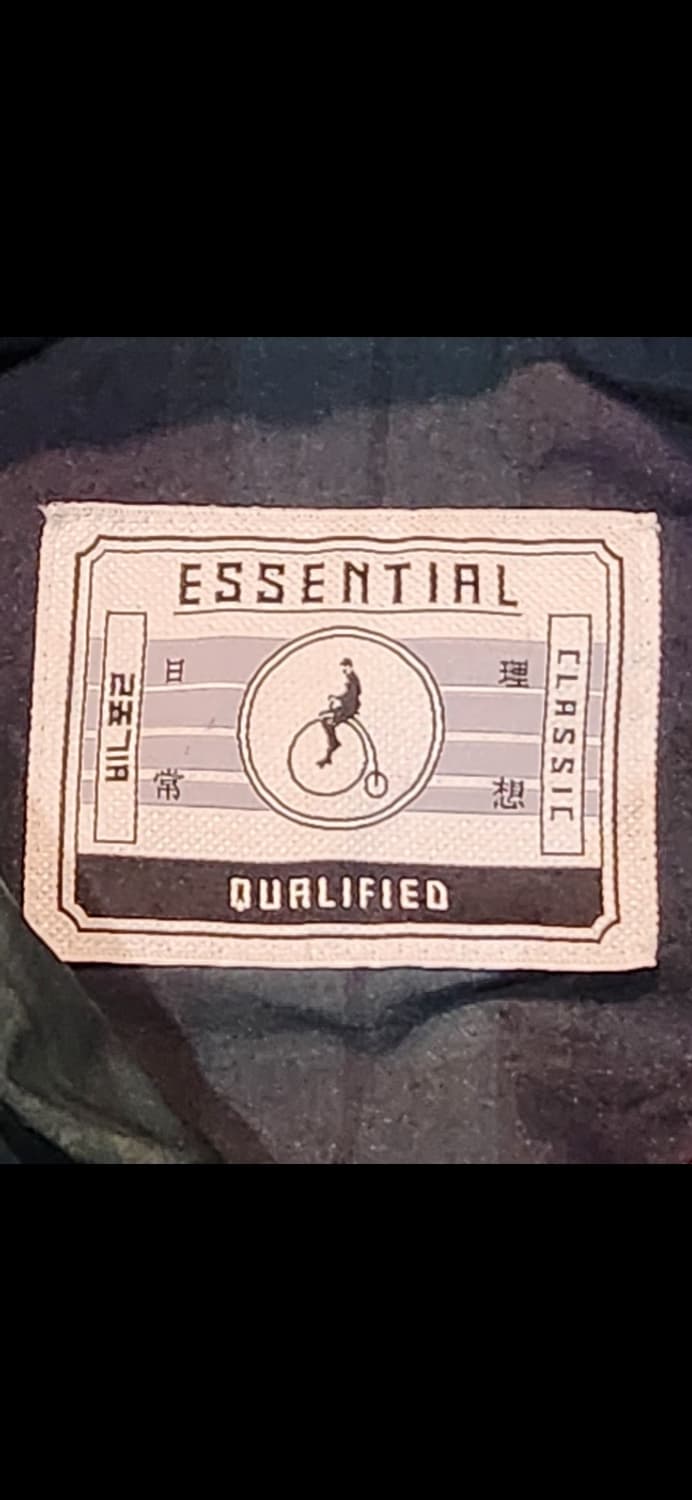 ESSENTIAL
日常
理想
CLASSIC
QUALIFIED